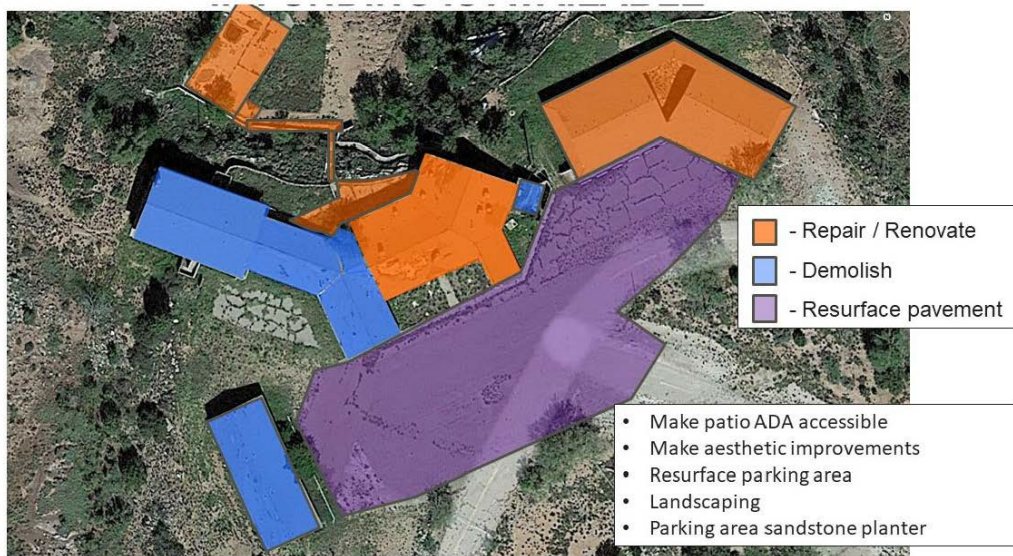 - Repair / Renovate
- Demolish
- Resurface pavement
• Make patio ADA accessible
• Make aesthetic improvements
• Resurface parking area
• Landscaping
• Parking area sandstone planter